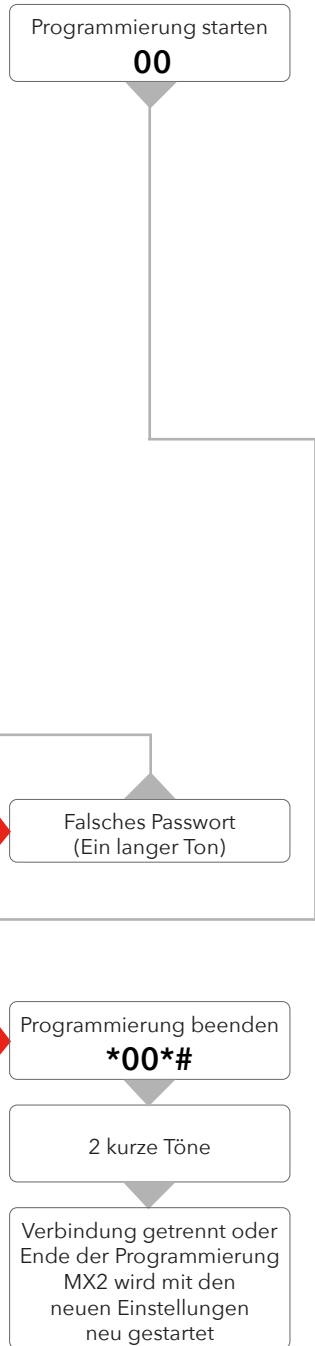 Programmierung starten
00
Falsches Passwort
(Ein langer Ton)
Programmierung beenden
*00*#
2 kurze Töne
Verbindung getrennt oder
Ende der Programmierung
MX2 wird mit den
neuen Einstellungen
neu gestartet